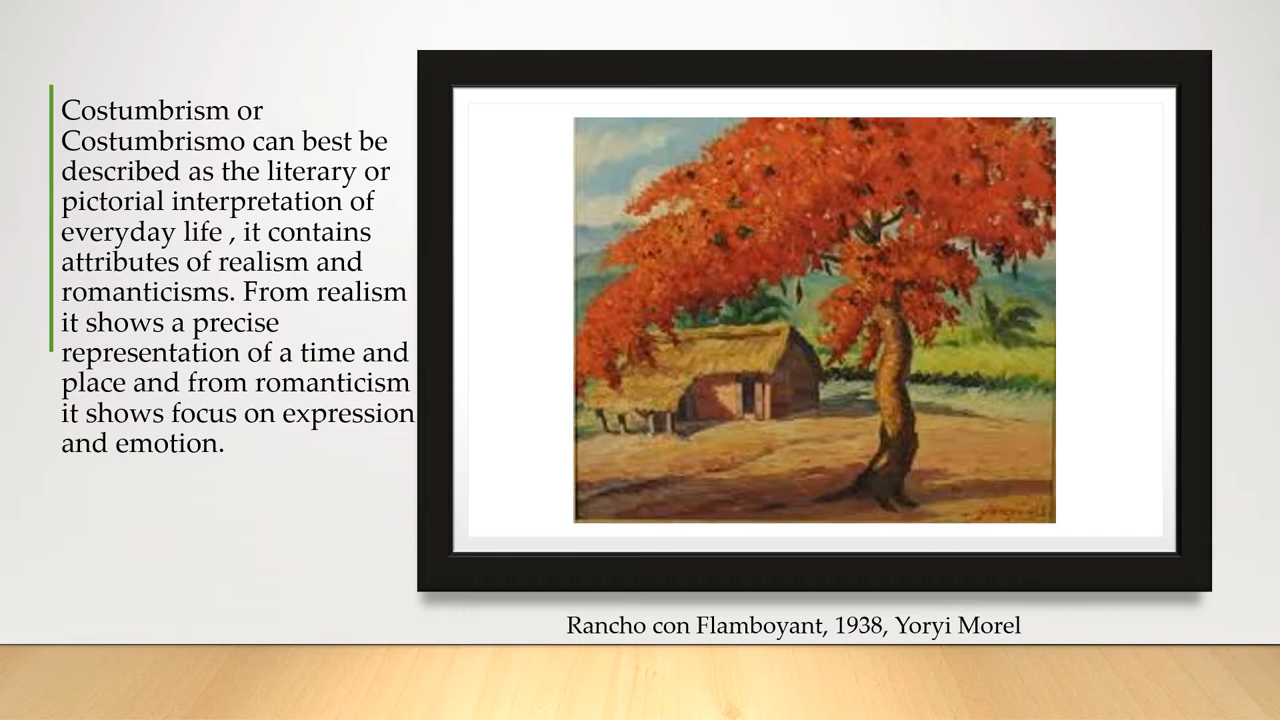 Costumbrism or
Costumbrismo can best be
described as the literary or
pictorial interpretation of
everyday life , it contains
attributes of realism and
romanticisms. From realism
it shows a precise
representation of a time and
place and from romanticism
it shows focus on expression
and emotion.
Rancho con Flamboyant, 1938, Yoryi Morel